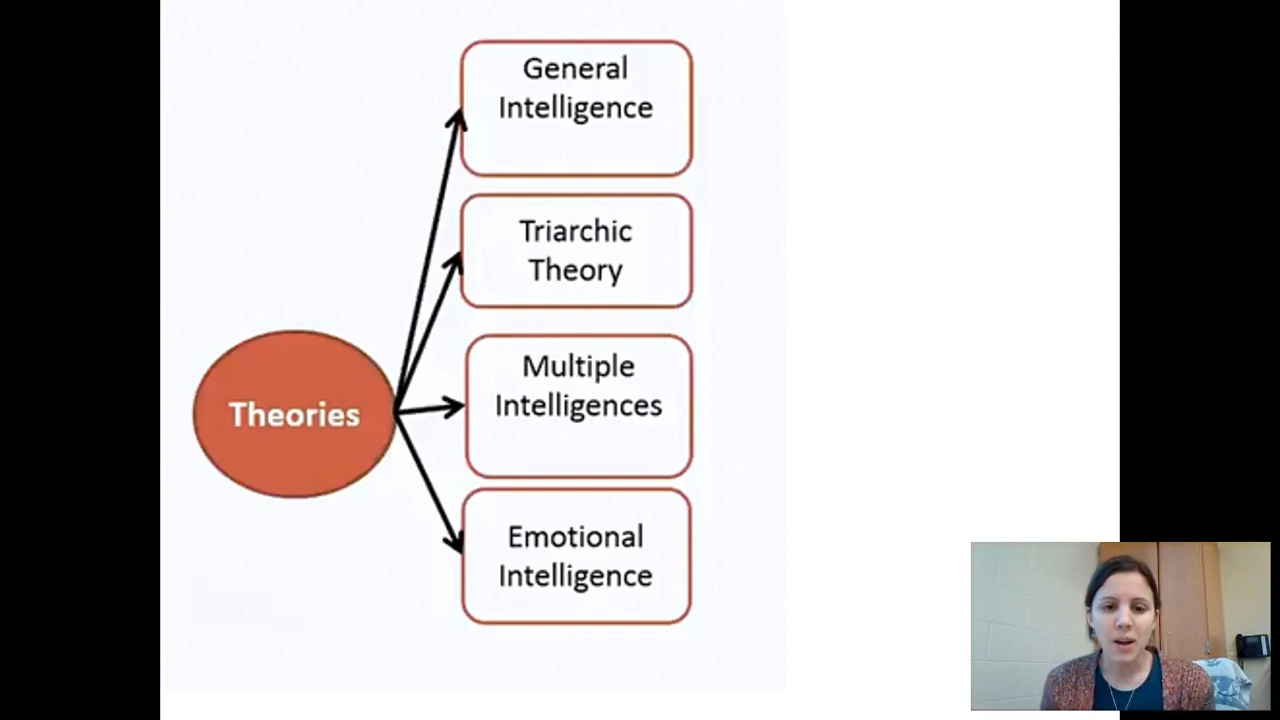 General
Intelligence
Triarchic
Theory
Multiple
Intelligences
Theories
Emotional
Intelligence